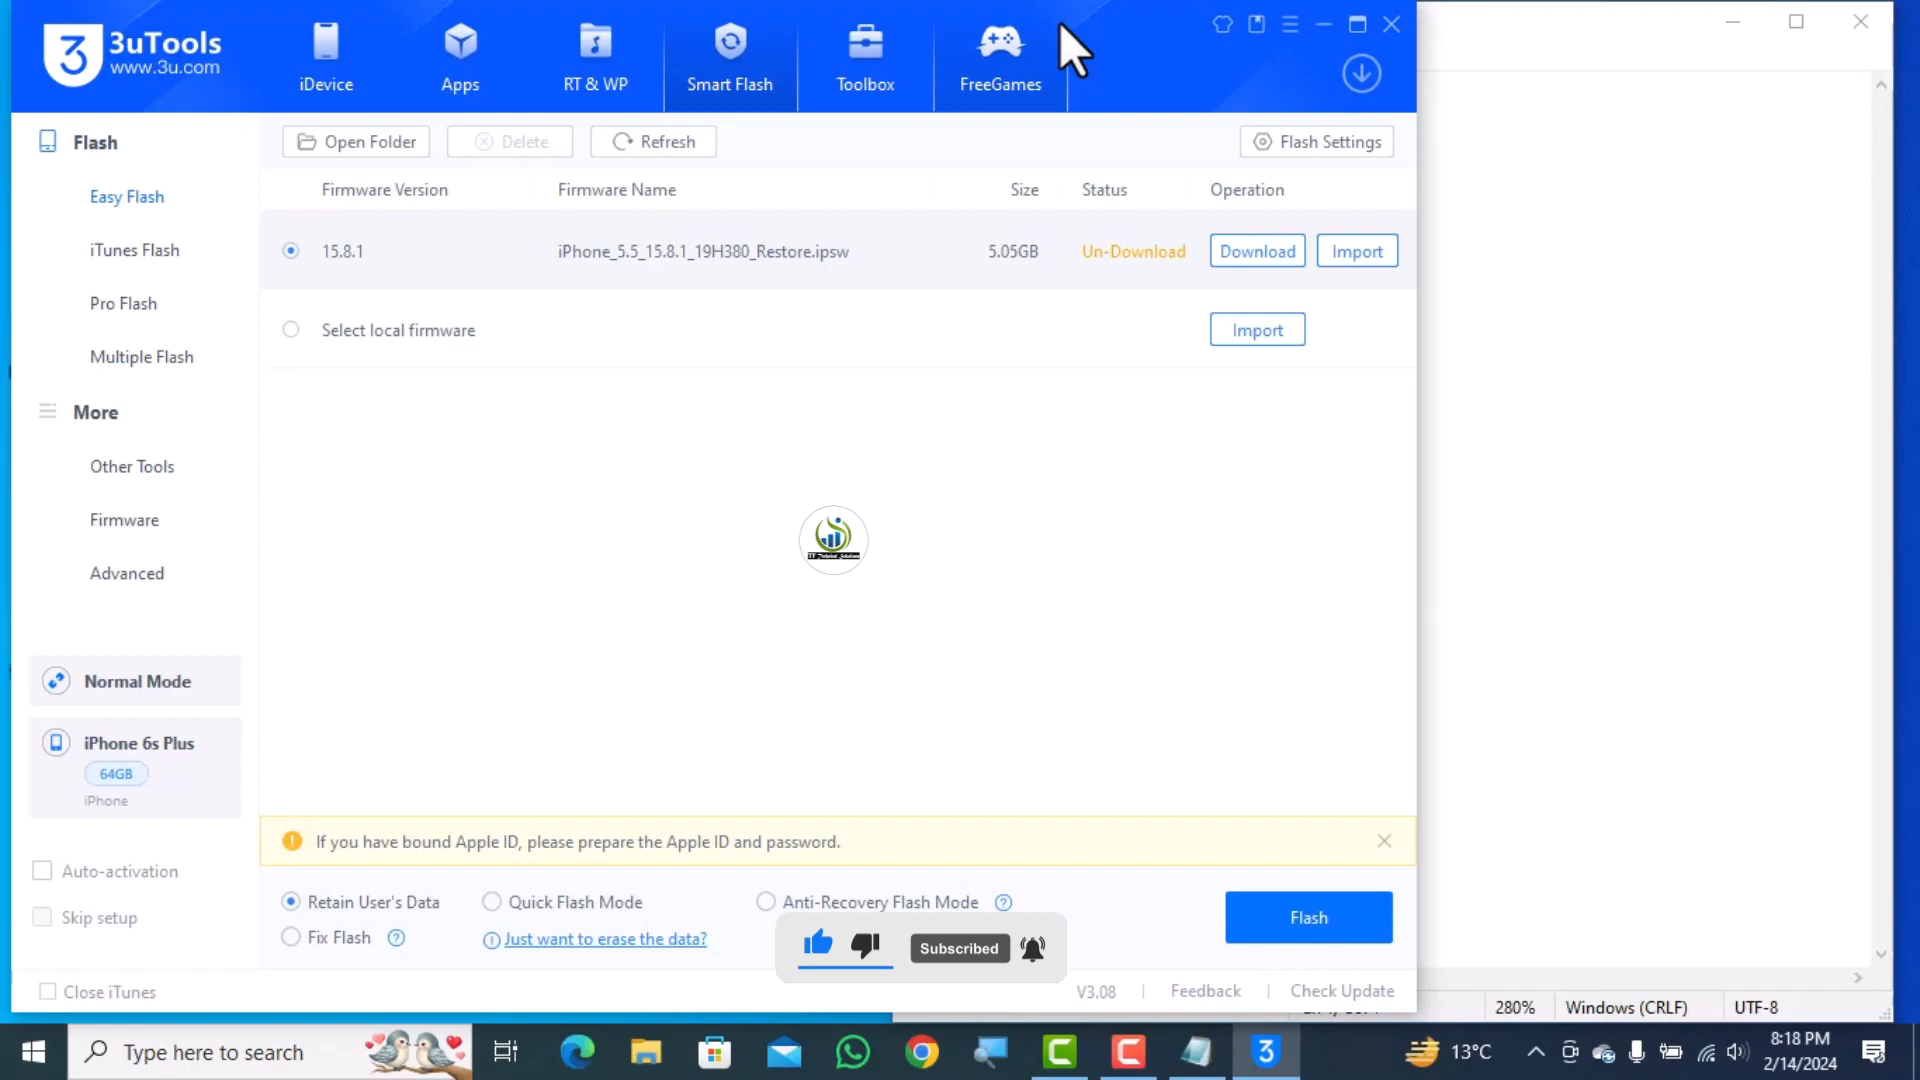 3uTools
www.3u.com
iDevice
Apps
RT & WP
Smart Flash
Toolbox
FreeGames
Flash
Easy Flash
iTunes Flash
Pro Flash
Multiple Flash
More
Other Tools
Firmware
Advanced
Normal Mode
iPhone 6s Plus
64GB
iPhone
Auto-activation
Skip setup
Close iTunes
Open Folder
Delete
Refresh
Flash Settings
Firmware Version Firmware Name Size Status Operation
15.8.1 iPhone_5.5_15.8.1_19H380_Restore.ipsw 5.05GB Un-Download Download Import
Select local firmware Import
If you have bound Apple ID, please prepare the Apple ID and password.
Retain User's Data Quick Flash Mode Anti-Recovery Flash Mode ?
Fix Flash ? Just want to erase the data?
Flash
Subscribed
V3.08 Feedback Check Update
280% Windows (CRLF) UTF-8
Type here to search
13°C
8:18 PM
2/14/2024